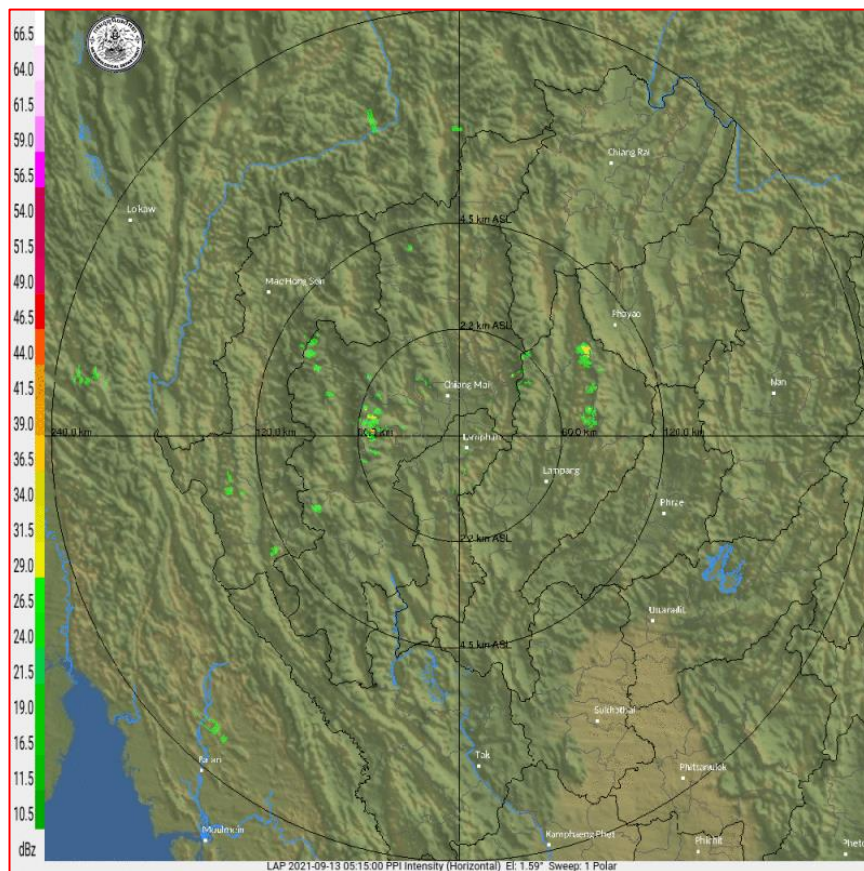 66.5
64.0
61.5
59.0
56.5
54.0
51.5
49.0
46.5
44.0
41.5
39.0
36.5
34.0
31.5
29.0
26.5
24.0
21.5
19.0
16.5
11.5
10.5
dBz
Chiang Rai
Loikaw
4.5 km ASL
Mae Hong Son
Phayao
2.2 km ASL
Chiang Mai
Nan
240.0 km
120.0 km
60.0 km
60.0 km
120.0 km
Lamphun
Lampang
Phrae
2.2 km ASL
Uttaradit
4.5 km ASL
Sukhothai
Tak
Pa-an
Phitsanulok
Moulmein
Kamphaeng Phet
Phichit
LAP 2021-09-13 05:15:00 PPI Intensity (Horizontal) El: 1.59° Sweep: 1 Polar